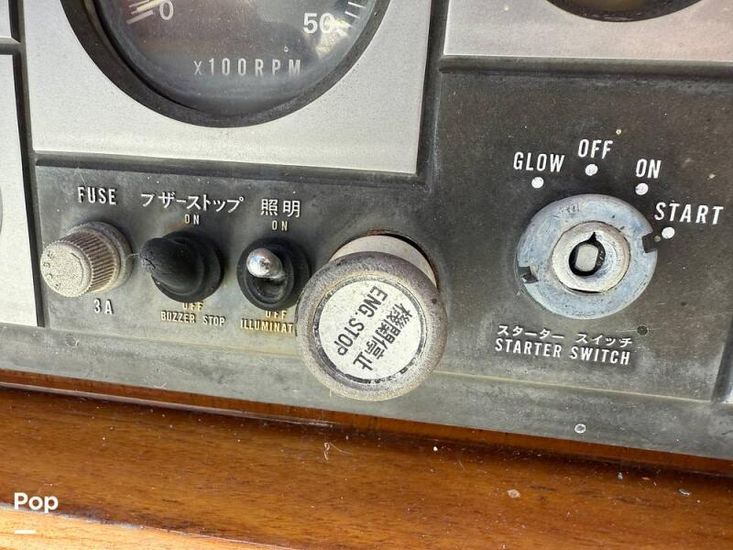 0
50
X100RPM
FUSE
3A
ブザーストップ
ON
OFF
BUZZER STOP
照明
ON
OFF
ILLUMINAT
機関停止
ENG. STOP
GLOW
OFF
ON
START
スターター スイッチ
STARTER SWITCH
Pop